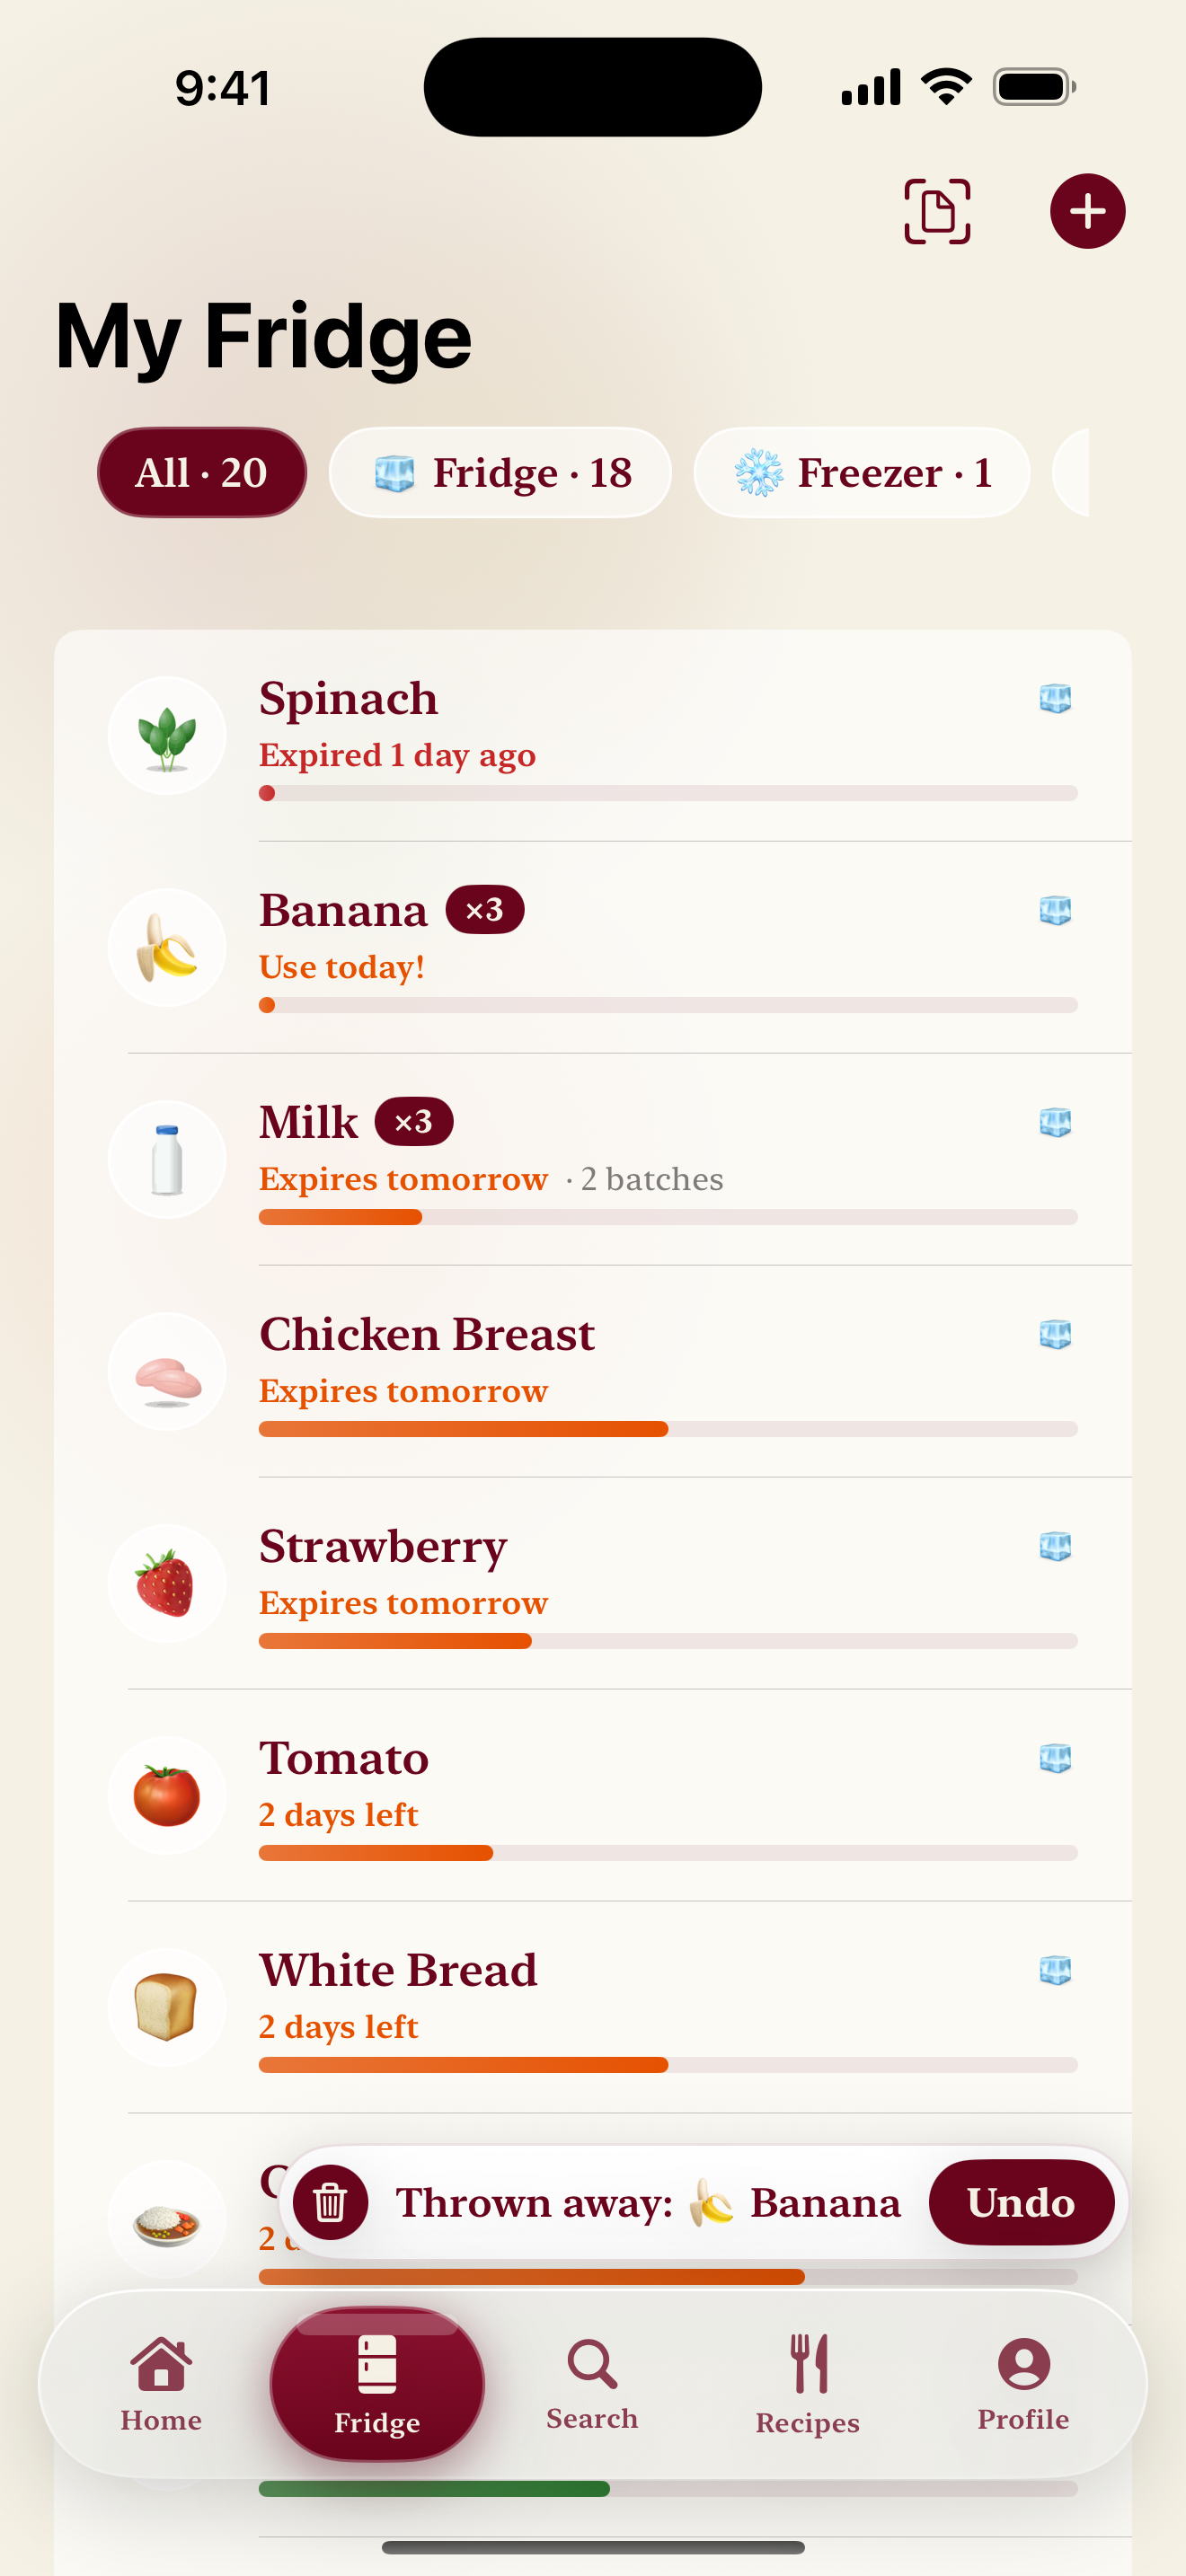 9:41
My Fridge
All · 20
Fridge · 18
Freezer · 1
Spinach
Expired 1 day ago
Banana ×3
Use today!
Milk ×3
Expires tomorrow · 2 batches
Chicken Breast
Expires tomorrow
Strawberry
Expires tomorrow
Tomato
2 days left
White Bread
2 days left
Thrown away: Banana
Undo
Home
Fridge
Search
Recipes
Profile